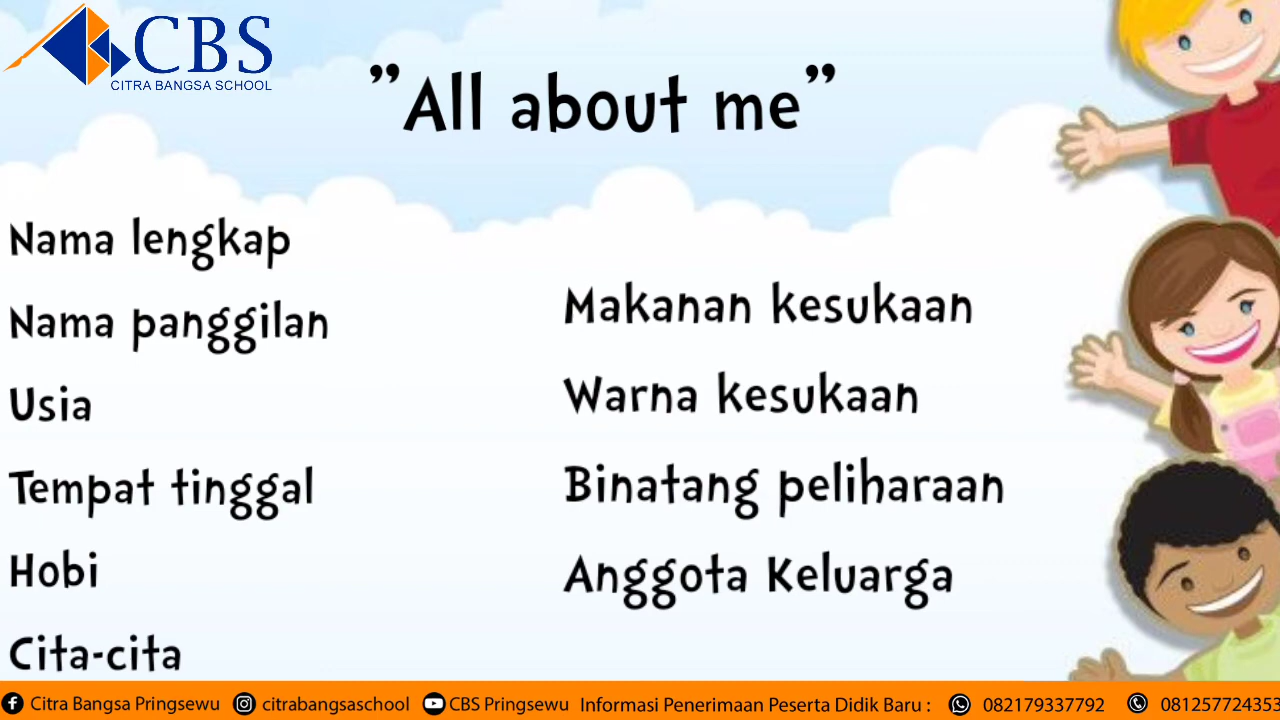 CBS
CITRA BANGSA SCHOOL
”All about me”
Nama lengkap
Nama panggilan
Usia
Tempat tinggal
Hobi
Cita-cita
Makanan kesukaan
Warna kesukaan
Binatang peliharaan
Anggota Keluarga
Citra Bangsa Pringsewu citrabangsaschool CBS Pringsewu Informasi Penerimaan Peserta Didik Baru : 082179337792 081257724353